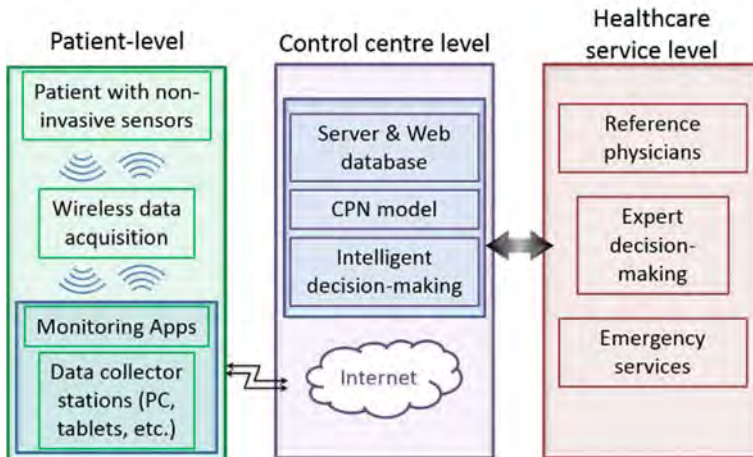 Patient-level
Patient with non-
invasive sensors
Wireless data
acquisition
Monitoring Apps
Data collector
stations (PC,
tablets, etc.)
Control centre level
Server & Web
database
CPN model
Intelligent
decision-making
Internet
Healthcare
service level
Reference
physicians
Expert
decision-
making
Emergency
services